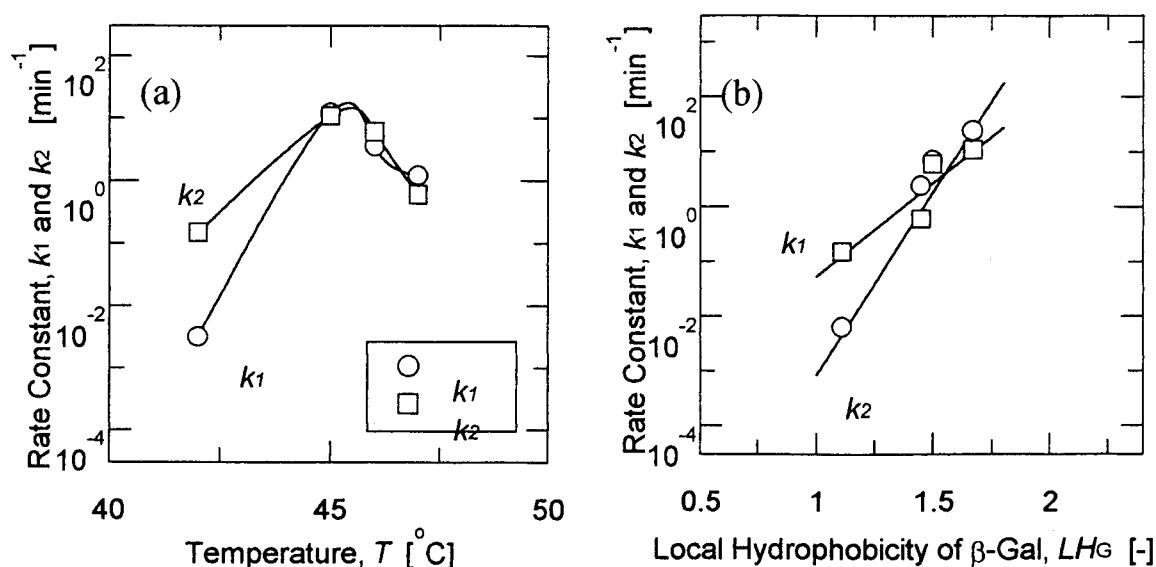 (a)
Rate Constant, k1 and k2 [min-1]
10^2
10^0
10^-2
10^-4
k2
k1
k1
k2
40
45
50
Temperature, T [°C]
(b)
Rate Constant, k1 and k2 [min-1]
10^2
10^0
10^-2
10^-4
k1
k2
0.5
1
1.5
2
Local Hydrophobicity of β-Gal, LHG [-]